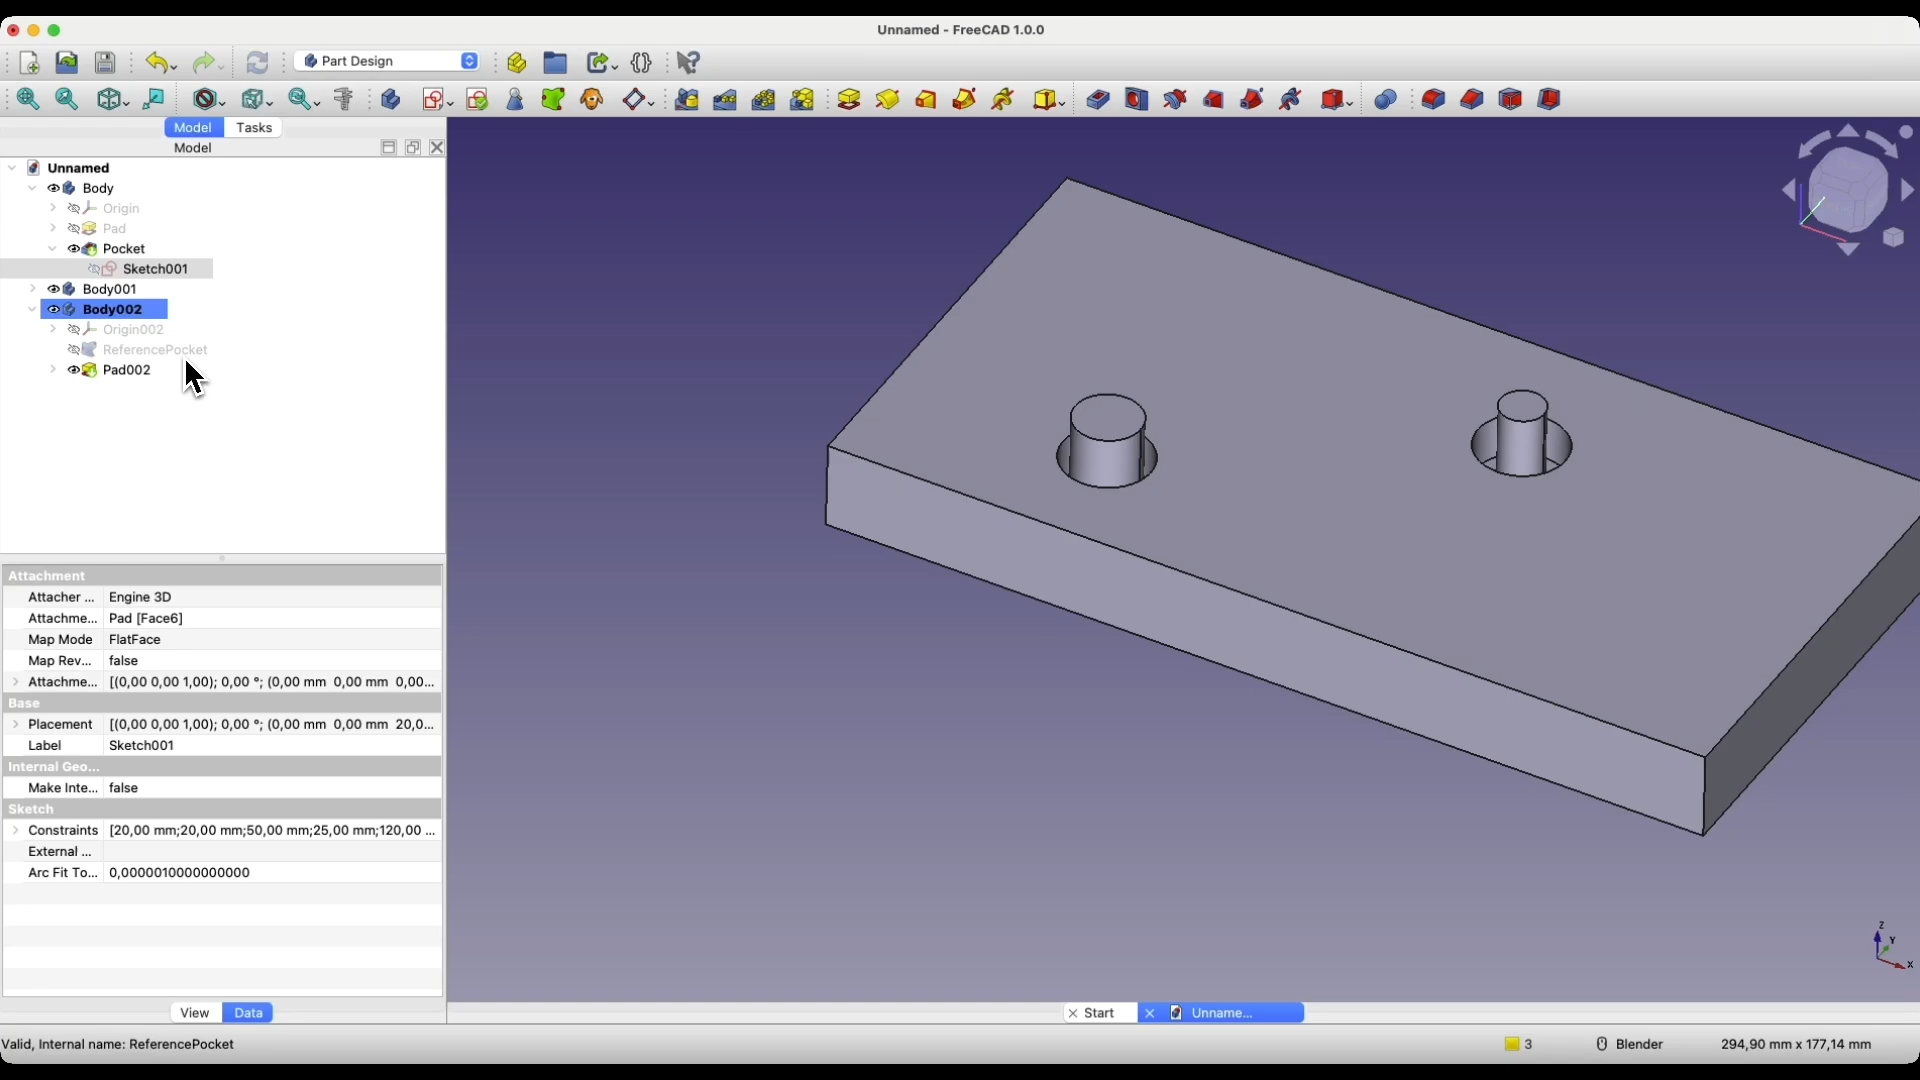 Unnamed - FreeCAD 1.0.0
Part Design
Model
Tasks
Model
Unnamed
Body
Origin
Pad
Pocket
Sketch001
Body001
Body002
Origin002
ReferencePocket
Pad002
Attachment
Attacher ... Engine 3D
Attachme... Pad [Face6]
Map Mode FlatFace
Map Rev... false
Attachme... [(0,00 0,00 1,00); 0,00 °; (0,00 mm 0,00 mm 0,00...
Base
Placement [(0,00 0,00 1,00); 0,00 °; (0,00 mm 0,00 mm 20,0...
Label Sketch001
Internal Geo...
Make Inte... false
Sketch
Constraints [20,00 mm;20,00 mm;50,00 mm;25,00 mm;120,00 ...
External ...
Arc Fit To... 0,0000010000000000
Z
Y
X
View
Data
Start
Unname...
Valid, Internal name: ReferencePocket
3
Blender
294,90 mm x 177,14 mm